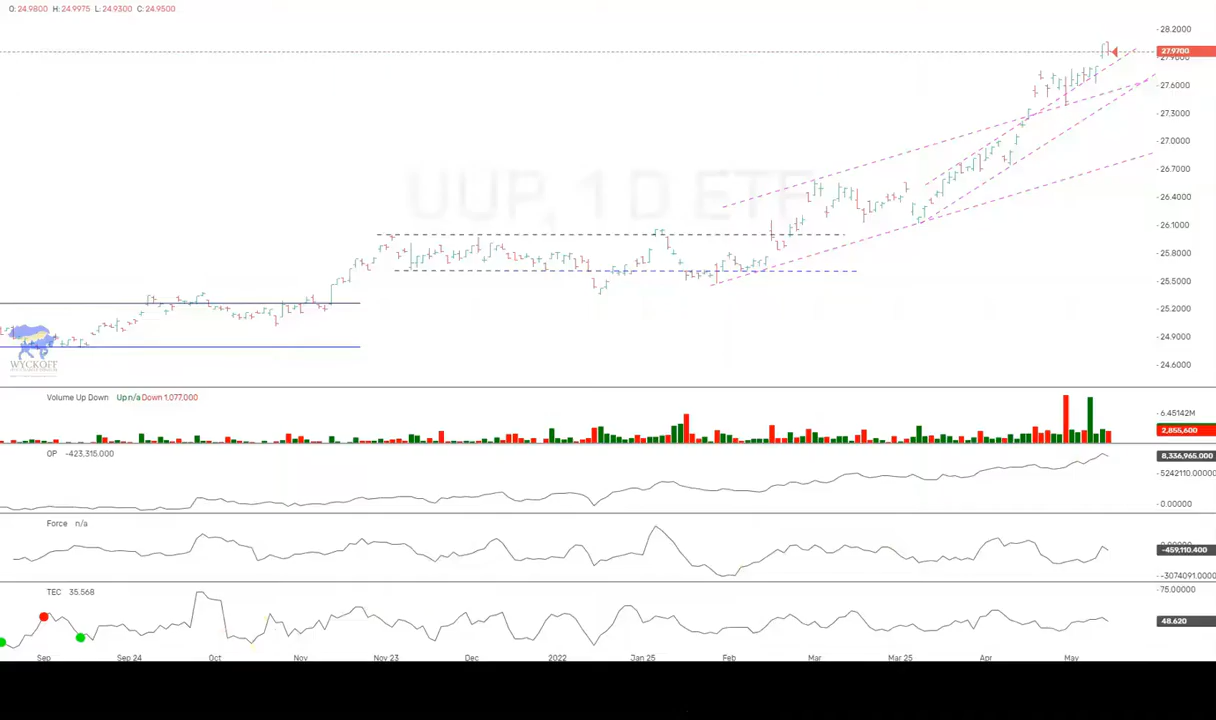 O: 24.9800 H: 24.9975 L: 24.9300 C: 24.9500
UUP, 1 D ETF
28.2000
27.9700
27.9000
27.6000
27.3000
27.0000
26.7000
26.4000
26.1000
25.8000
25.5000
25.2000
24.9000
24.6000
WYCKOFF
Volume Up Down Up n/a Down 1,077,000
6.45142M
2,855,600
OP -423,315.000
8,336,965.000
5242110.00000
0.00000
Force n/a
-459,110.400
-3074091.0000
TEC 35.568
75.00000
48.620
Sep Sep 24 Oct Nov Nov 23 Dec 2022 Jan 25 Feb Mar Mar 25 Apr May